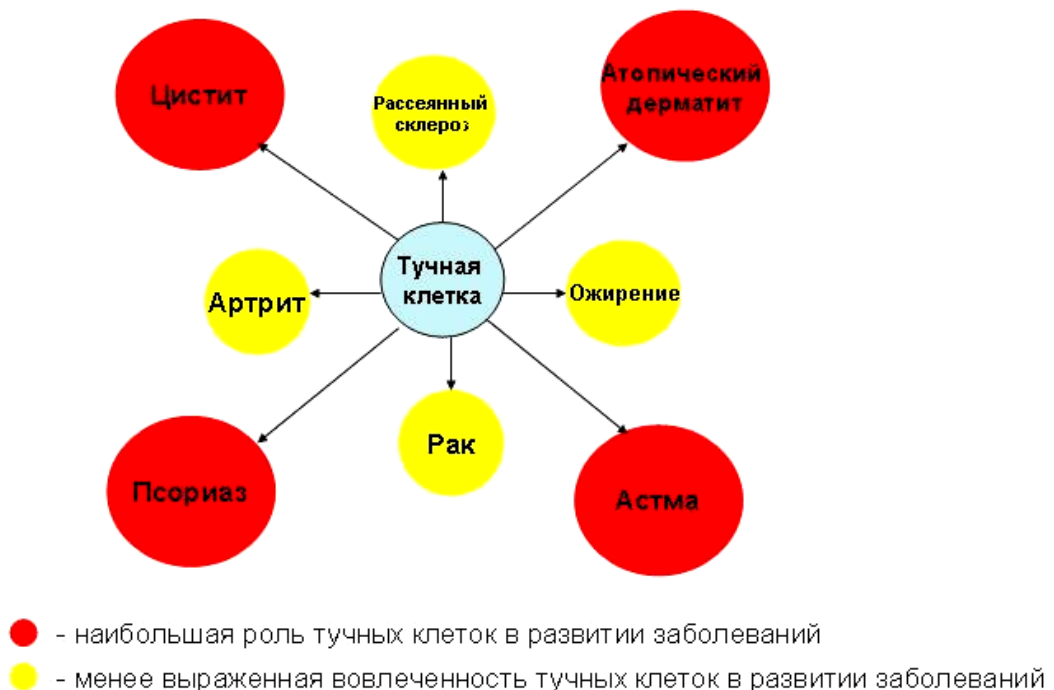 Цистит
Рассеянный
склероз
Атопический
дерматит
Тучная
клетка
Артрит
Ожирение
Псориаз
Рак
Астма
- наибольшая роль тучных клеток в развитии заболеваний
- менее выраженная вовлеченность тучных клеток в развитии заболеваний